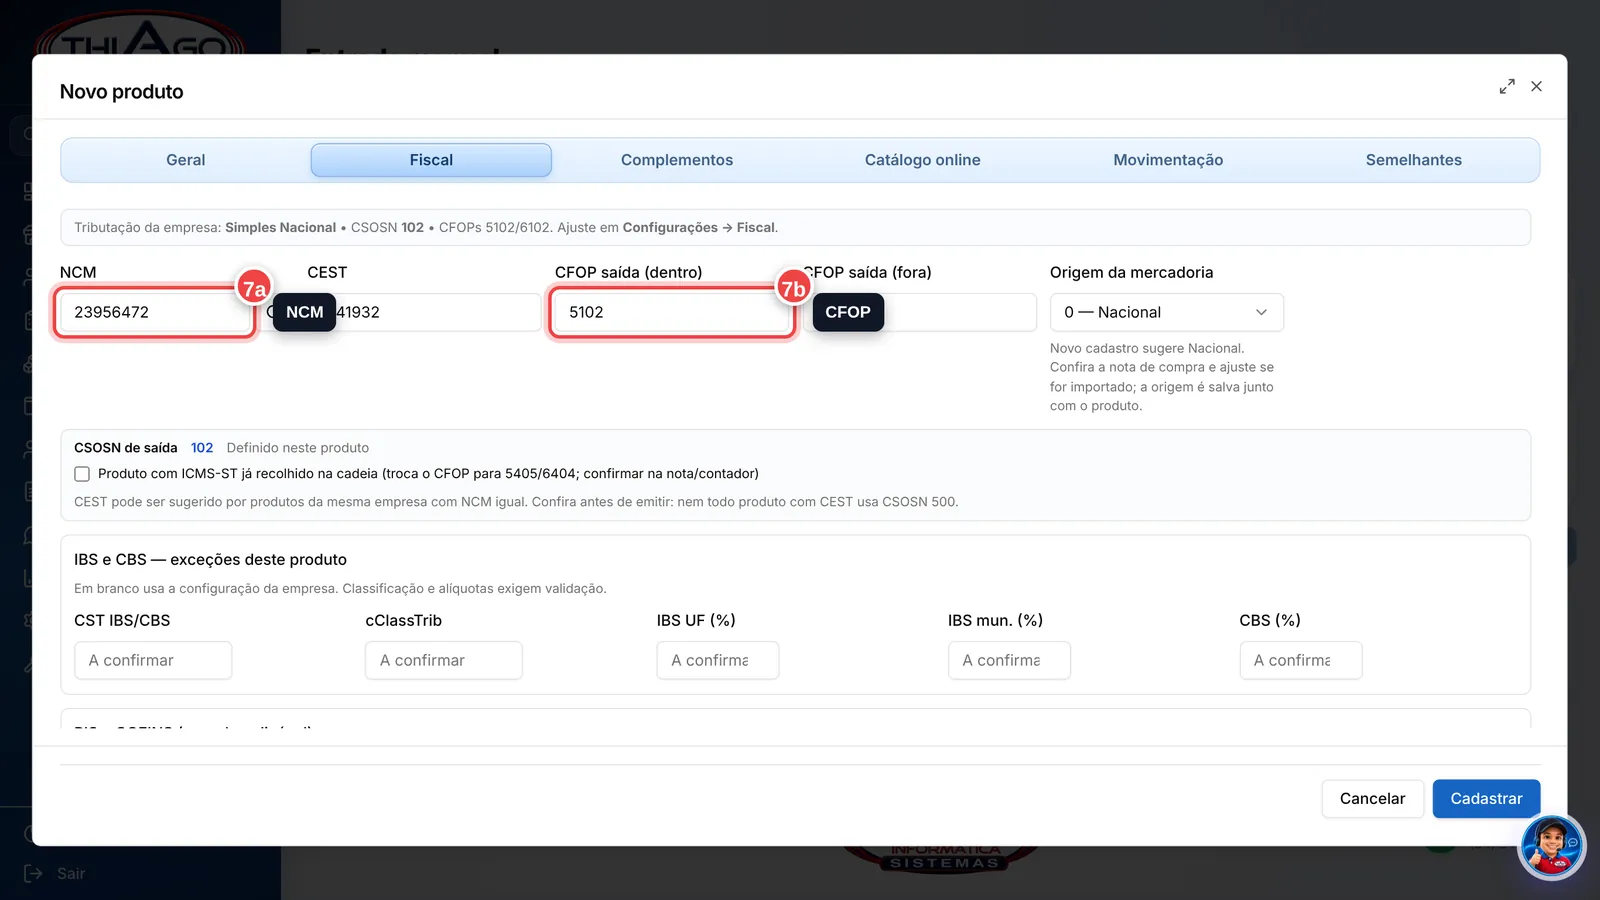 THIAGO
Novo produto
Geral
Fiscal
Complementos
Catálogo online
Movimentação
Semelhantes
Tributação da empresa: Simples Nacional • CSOSN 102 • CFOPs 5102/6102. Ajuste em Configurações → Fiscal.
NCM
CEST
CFOP saída (dentro)
CFOP saída (fora)
Origem da mercadoria
7a
7b
23956472
NCM
41932
5102
CFOP
0 — Nacional
Novo cadastro sugere Nacional.
Confira a nota de compra e ajuste se
for importado; a origem é salva junto
com o produto.
CSOSN de saída 102 Definido neste produto
Produto com ICMS-ST já recolhido na cadeia (troca o CFOP para 5405/6404; confirmar na nota/contador)
CEST pode ser sugerido por produtos da mesma empresa com NCM igual. Confira antes de emitir: nem todo produto com CEST usa CSOSN 500.
IBS e CBS — exceções deste produto
Em branco usa a configuração da empresa. Classificação e alíquotas exigem validação.
CST IBS/CBS
cClassTrib
IBS UF (%)
IBS mun. (%)
CBS (%)
A confirmar
A confirmar
A confirma
A confirma
A confirma
Cancelar
Cadastrar
INFORMÁTICA
SISTEMAS
Sair